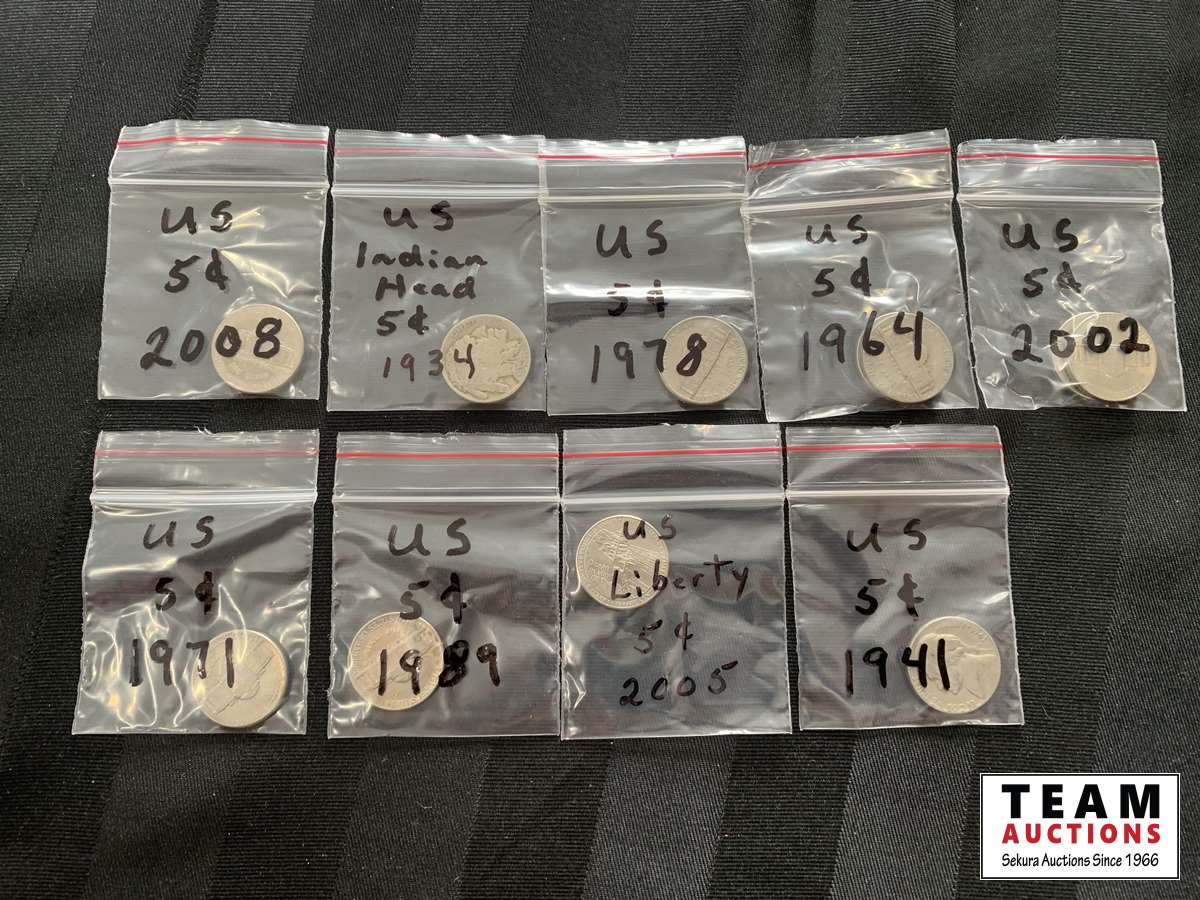 US
5¢
2008
US
Indian
Head
5¢
1934
US
5¢
1978
US
5¢
1964
US
5¢
2002
US
5¢
1971
US
5¢
1989
US
Liberty
5¢
2005
US
5¢
1941
TEAM
AUCTIONS
Sekura Auctions Since 1966